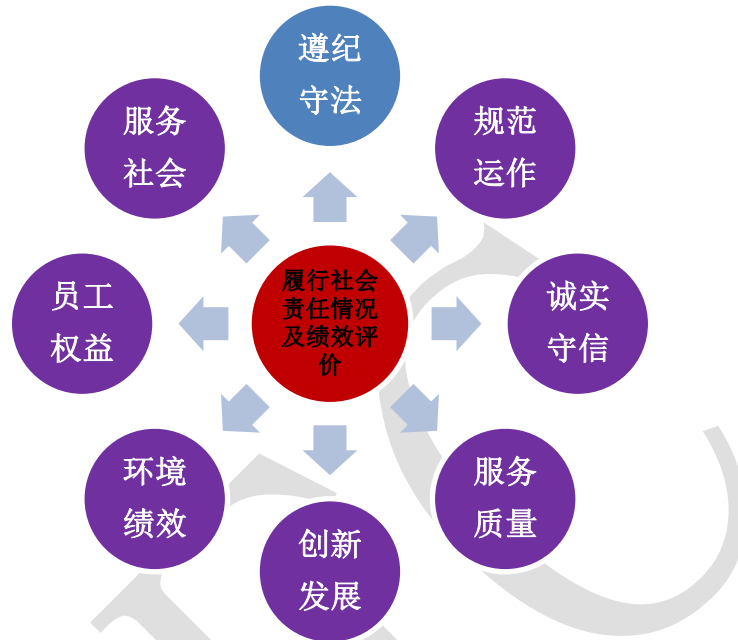 遵纪
守法
规范
运作
诚实
守信
服务
质量
创新
发展
环境
绩效
员工
权益
服务
社会
履行社会
责任情况
及绩效评
价